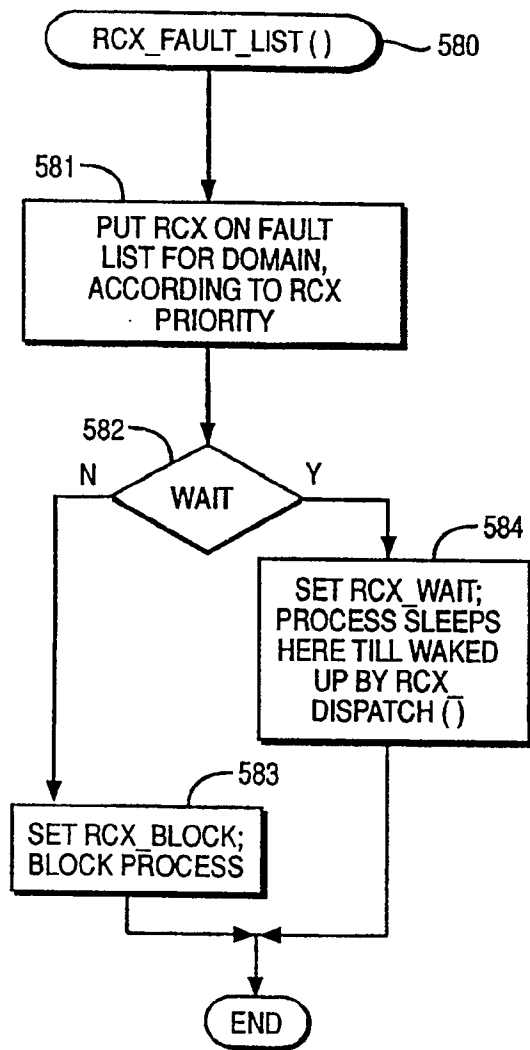 RCX_FAULT_LIST ( )
580
581
PUT RCX ON FAULT
LIST FOR DOMAIN,
ACCORDING TO RCX
PRIORITY
582
N
WAIT
Y
584
SET RCX_WAIT;
PROCESS SLEEPS
HERE TILL WAKED
UP BY RCX_
DISPATCH ( )
583
SET RCX_BLOCK;
BLOCK PROCESS
END